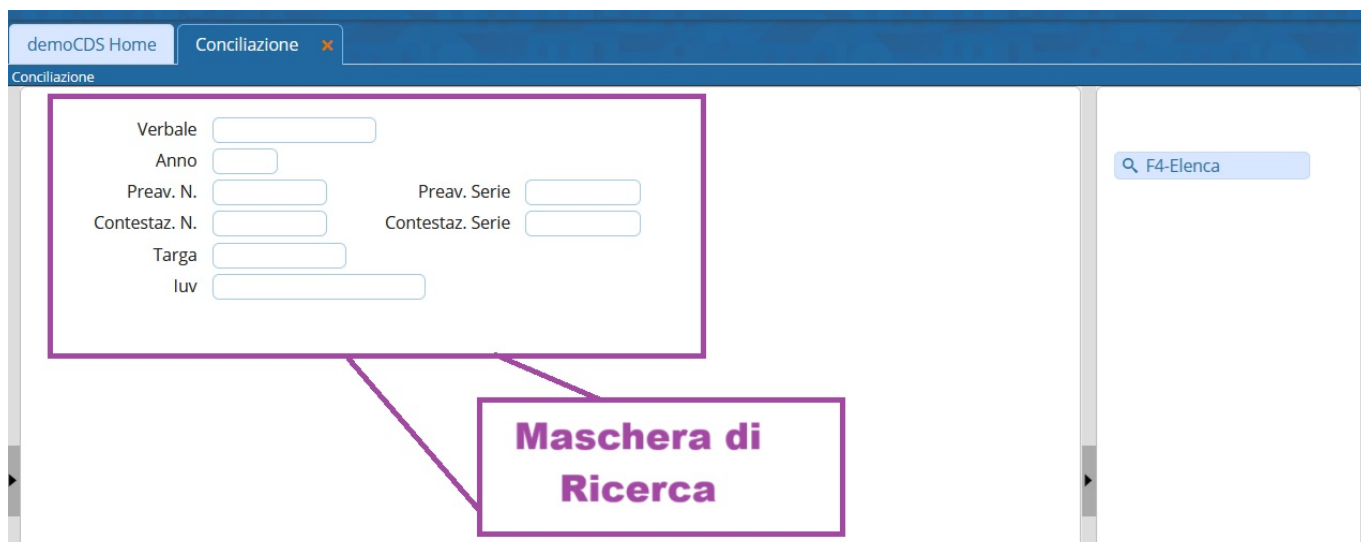 demoCDS Home Conciliazione ×
Conciliazione
Verbale
Anno
Preav. N. Preav. Serie
F4-Elenca
Contestaz. N. Contestaz. Serie
Targa
Iuv
Maschera di
Ricerca